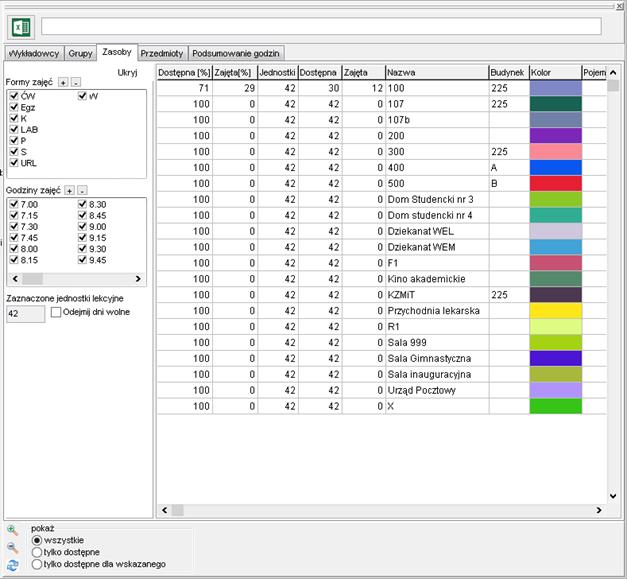 Wykładowcy Grupy Zasoby Przedmioty Podsumowanie godzin
Ukryj
Formy zajęć + -
ĆW W
Egz
K
LAB
P
S
URL
Godziny zajęć + -
7.00 8.30
7.15 8.45
7.30 9.00
7.45 9.15
8.00 9.30
8.15 9.45
Zaznaczone jednostki lekcyjne
42 Odejmij dni wolne
Dostępna [%] Zajęta[%] Jednostki Dostępna Zajęta Nazwa Budynek Kolor Pojem
71 29 42 30 12 100 225
100 0 42 42 0 107 225
100 0 42 42 0 107b
100 0 42 42 0 200
100 0 42 42 0 300 225
100 0 42 42 0 400 A
100 0 42 42 0 500 B
100 0 42 42 0 Dom Studencki nr 3
100 0 42 42 0 Dom studencki nr 4
100 0 42 42 0 Dziekanat WEL
100 0 42 42 0 Dziekanat WEM
100 0 42 42 0 F1
100 0 42 42 0 Kino akademickie
100 0 42 42 0 KZMiT 225
100 0 42 42 0 Przychodnia lekarska
100 0 42 42 0 R1
100 0 42 42 0 Sala 999
100 0 42 42 0 Sala Gimnastyczna
100 0 42 42 0 Sala inauguracyjna
100 0 42 42 0 Urząd Pocztowy
100 0 42 42 0 X
pokaż
wszystkie
tylko dostępne
tylko dostępne dla wskazanego